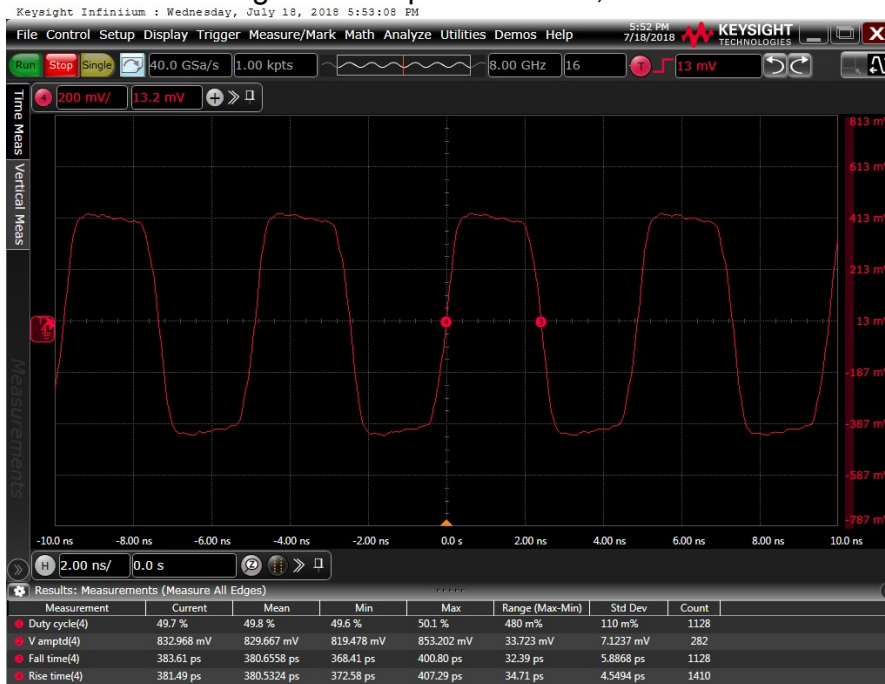 Keysight Infiniium : Wednesday, July 18, 2018 5:53:08 PM
File Control Setup Display Trigger Measure/Mark Math Analyze Utilities Demos Help 5:52 PM 7/18/2018 KEYSIGHT TECHNOLOGIES X
Run Stop Single 40.0 GSa/s 1.00 kpts 8.00 GHz 16 T 13 mV
4 200 mV/ 13.2 mV +
Time Meas
Vertical Meas
Measurements
813 m
613 m
413 m
213 m
13 m
-187 m
-387 m
-587 m
-787 m
-10.0 ns -8.00 ns -6.00 ns -4.00 ns -2.00 ns 0.0 s 2.00 ns 4.00 ns 6.00 ns 8.00 ns 10.0 ns
H 2.00 ns/ 0.0 s
Results: Measurements (Measure All Edges)
Measurement Current Mean Min Max Range (Max-Min) Std Dev Count
Duty cycle(4) 49.7 % 49.8 % 49.6 % 50.1 % 480 m% 110 m% 1128
V amptd(4) 832.968 mV 829.667 mV 819.478 mV 853.202 mV 33.723 mV 7.1237 mV 282
Fall time(4) 383.61 ps 380.6558 ps 368.41 ps 400.80 ps 32.39 ps 5.8868 ps 1128
Rise time(4) 381.49 ps 380.5324 ps 372.58 ps 407.29 ps 34.71 ps 4.5494 ps 1410